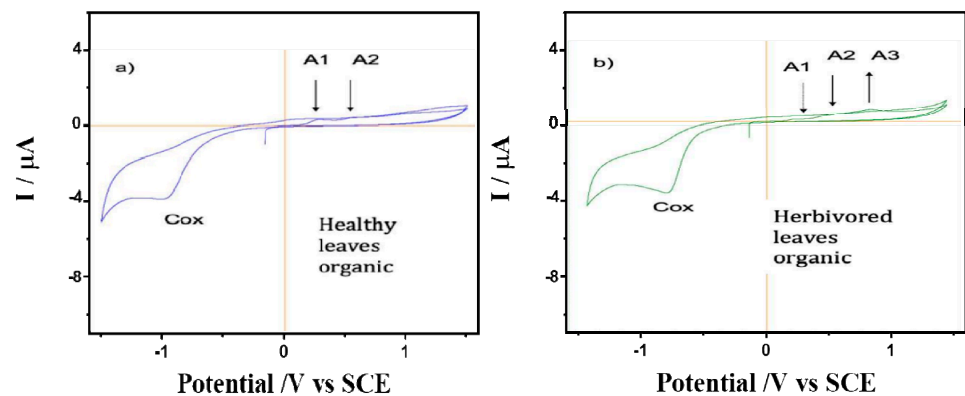 a)
A1 A2
I / μA
4
0
-4
-8
Cox
Healthy
leaves
organic
-1 0 1
Potential /V vs SCE
b)
A1 A2 A3
I / μA
4
0
-4
-8
Cox
Herbivored
leaves
organic
-1 0 1
Potential /V vs SCE